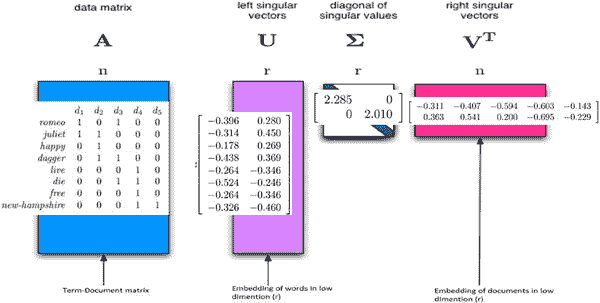 data matrix
left singular vectors
diagonal of singular values
right singular vectors
A
U
Σ
V^T
n
r
r
n
d1 d2 d3 d4 d5
romeo 1 0 1 0 0
juliet 1 1 0 0 0
happy 0 1 0 0 0
dagger 0 1 1 0 0
live 0 0 0 1 0
die 0 0 1 1 0
free 0 0 0 1 0
new-hampshire 0 0 0 1 1
≈
−0.396 0.280
−0.314 0.450
−0.178 0.269
−0.438 0.369
−0.264 −0.346
−0.524 −0.246
−0.264 −0.346
−0.326 −0.460
2.285 0
0 2.010
−0.311 −0.407 −0.594 −0.603 −0.143
0.363 0.541 0.200 −0.695 −0.229
Term-Document matrix
Embedding of words in low
dimention (r)
Embedding of documents in low
dimention (r)